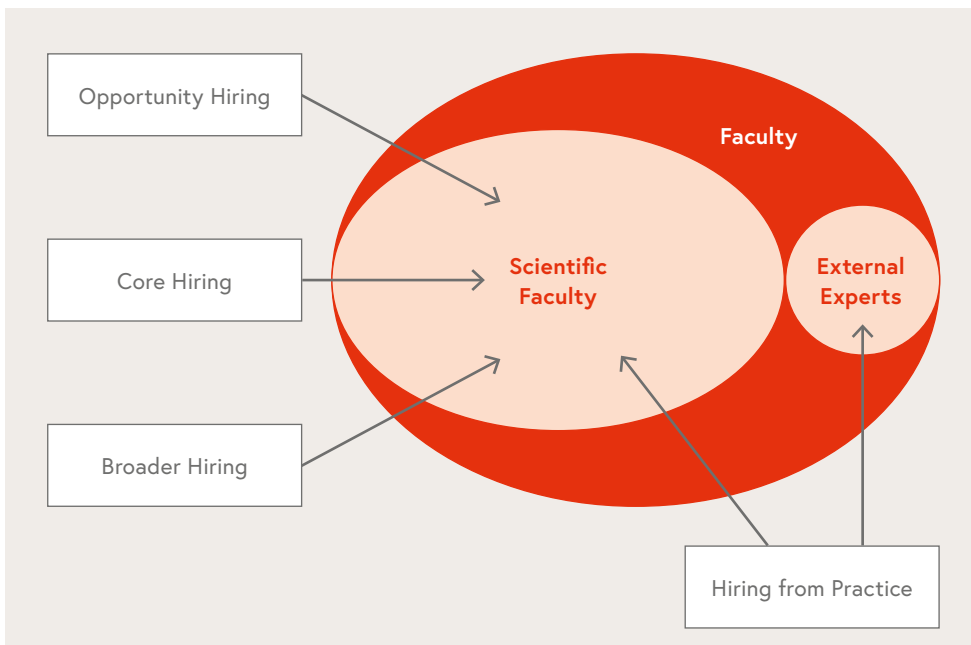 Opportunity Hiring
Faculty
Core Hiring
Scientific
Faculty
External
Experts
Broader Hiring
Hiring from Practice